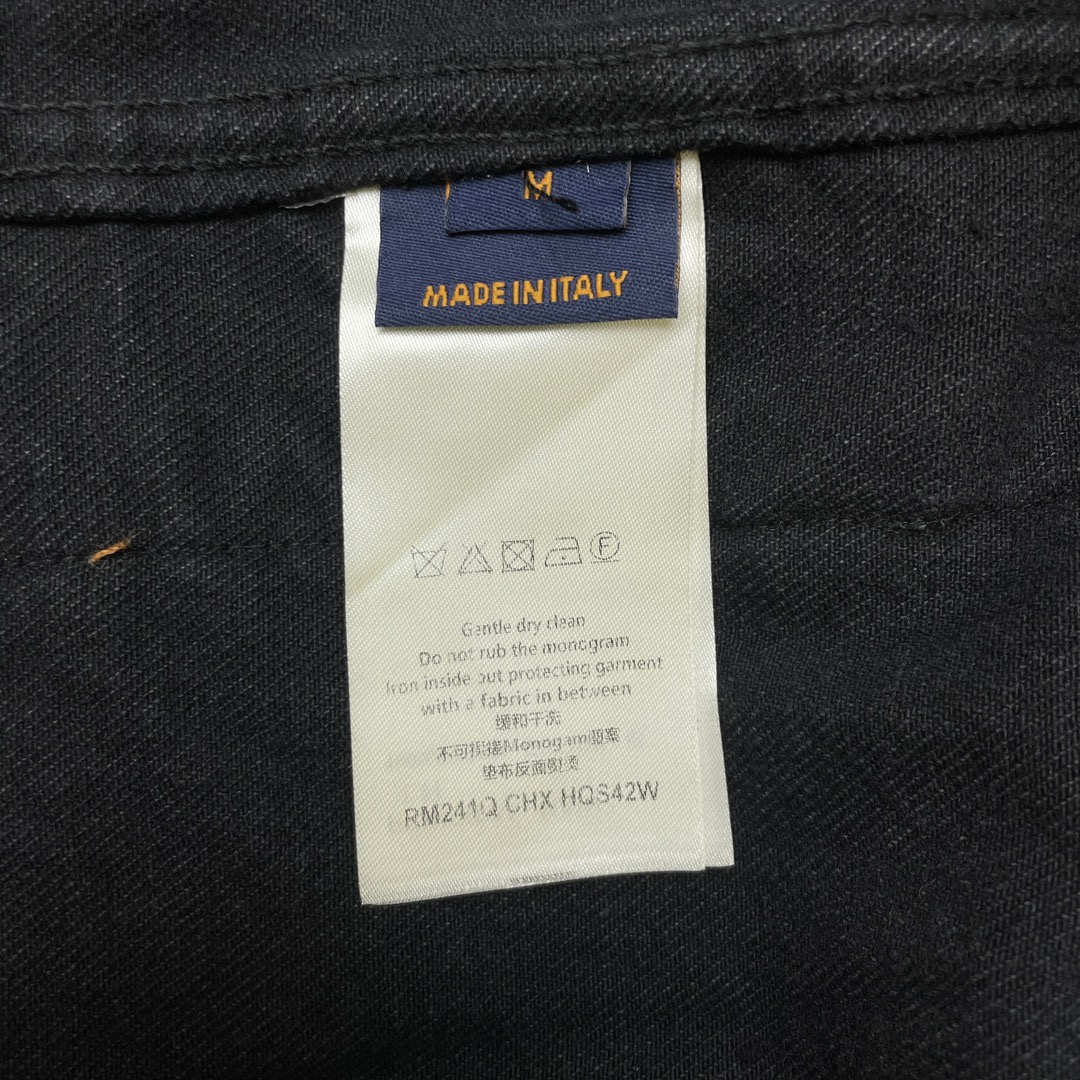 M
MADE IN ITALY
F
Gentle dry clean
Do not rub the monogram
Iron inside out protecting garment
with a fabric in between
缓和干洗
不可摸搓Monogam图案
垫布反面熨烫
RM241Q CHX HQS42W